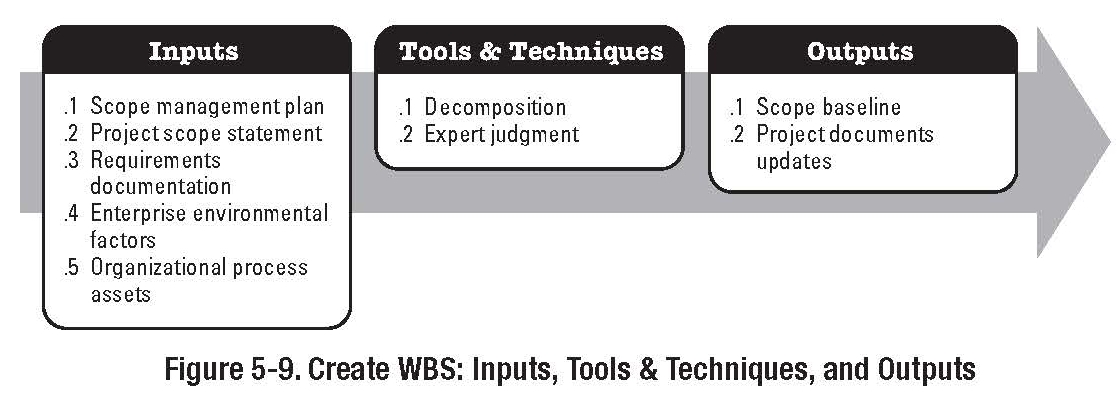 Inputs
.1 Scope management plan
.2 Project scope statement
.3 Requirements
documentation
.4 Enterprise environmental
factors
.5 Organizational process
assets
Tools & Techniques
.1 Decomposition
.2 Expert judgment
Outputs
.1 Scope baseline
.2 Project documents
updates
Figure 5-9. Create WBS: Inputs, Tools & Techniques, and Outputs